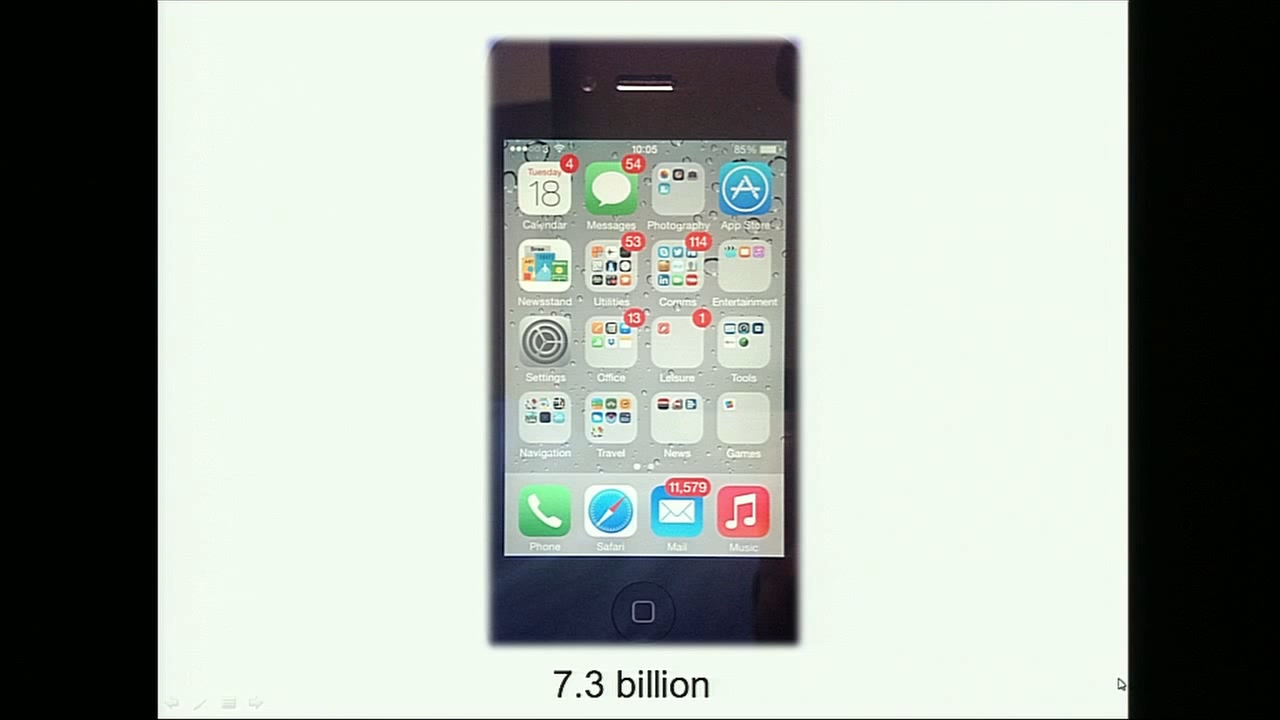 10:05 85%
4 54
Tuesday
18
Calendar Messages Photography App Store
53 114
Newsstand Utilities Comms Entertainment
13 1
Settings Office Leisure Tools
Navigation Travel News Games
11,579
Phone Safari Mail Music
7.3 billion